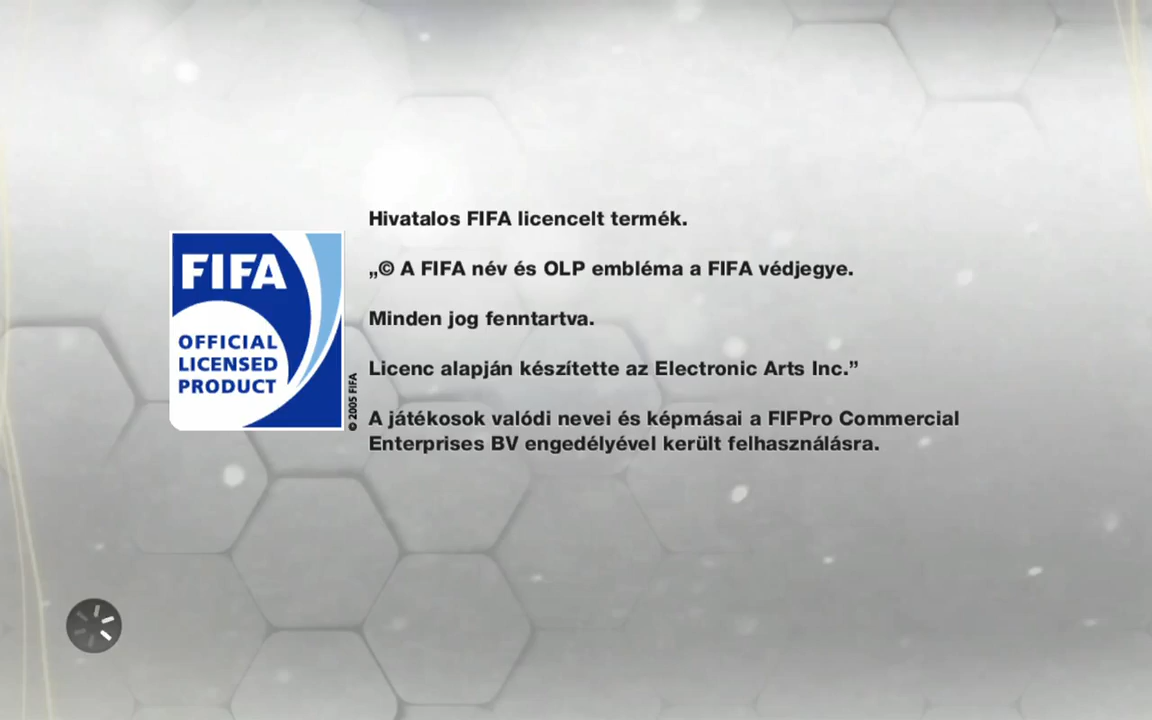 Hivatalos FIFA licencelt termék.
„© A FIFA név és OLP embléma a FIFA védjegye.
Minden jog fenntartva.
Licenc alapján készítette az Electronic Arts Inc.”
A játékosok valódi nevei és képmásai a FIFPro Commercial
Enterprises BV engedélyével került felhasználásra.
FIFA
OFFICIAL
LICENSED
PRODUCT
© 2005 FIFA